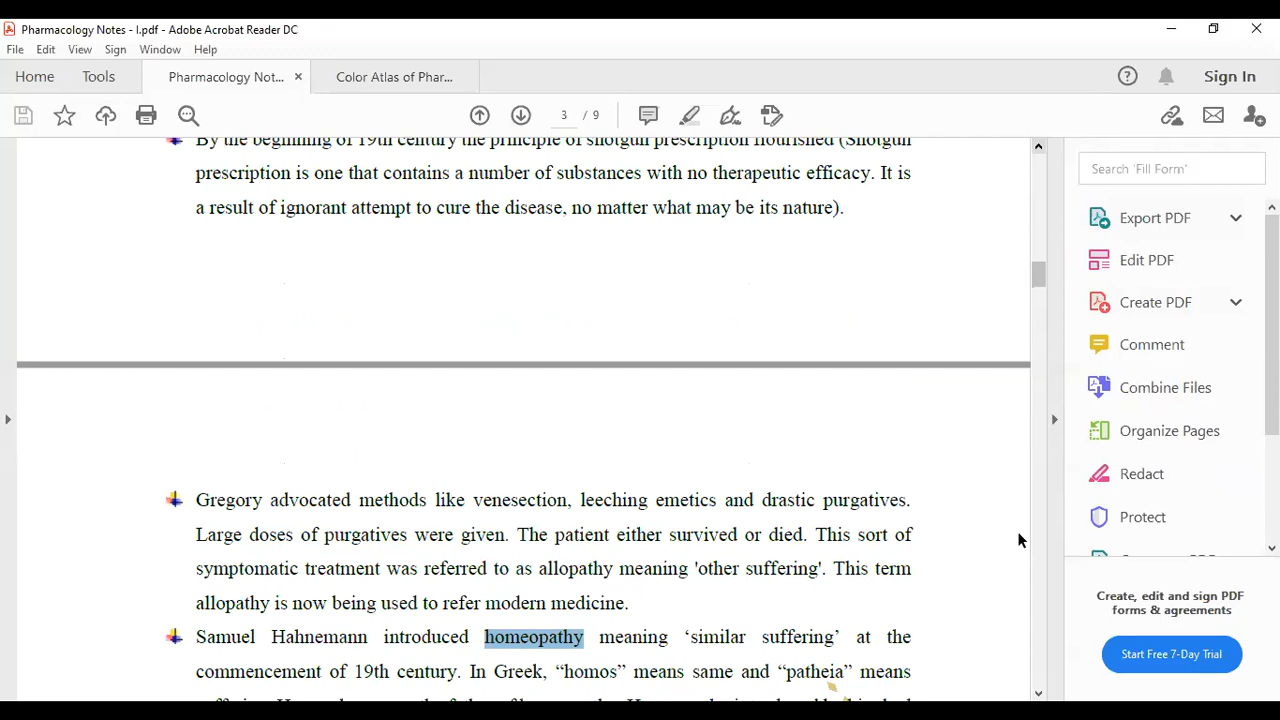 Pharmacology Notes - I.pdf - Adobe Acrobat Reader DC
File Edit View Sign Window Help
Home Tools Pharmacology Not... × Color Atlas of Phar... Sign In
3 / 9
By the beginning of 19th century the principle of shotgun prescription flourished (Shotgun
prescription is one that contains a number of substances with no therapeutic efficacy. It is
a result of ignorant attempt to cure the disease, no matter what may be its nature).
Gregory advocated methods like venesection, leeching emetics and drastic purgatives.
Large doses of purgatives were given. The patient either survived or died. This sort of
symptomatic treatment was referred to as allopathy meaning 'other suffering'. This term
allopathy is now being used to refer modern medicine.
Samuel Hahnemann introduced homeopathy meaning ‘similar suffering’ at the
commencement of 19th century. In Greek, “homos” means same and “patheia” means
Search 'Fill Form'
Export PDF
Edit PDF
Create PDF
Comment
Combine Files
Organize Pages
Redact
Protect
Create, edit and sign PDF
forms & agreements
Start Free 7-Day Trial